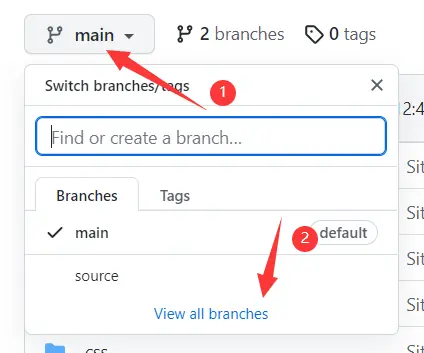 main 2 branches 0 tags
Switch branches/tags 1
2:4
Find or create a branch...
Sit
Branches Tags
Sit
main 2 default
Sit
source
Sit
View all branches
Sit
css
Sit